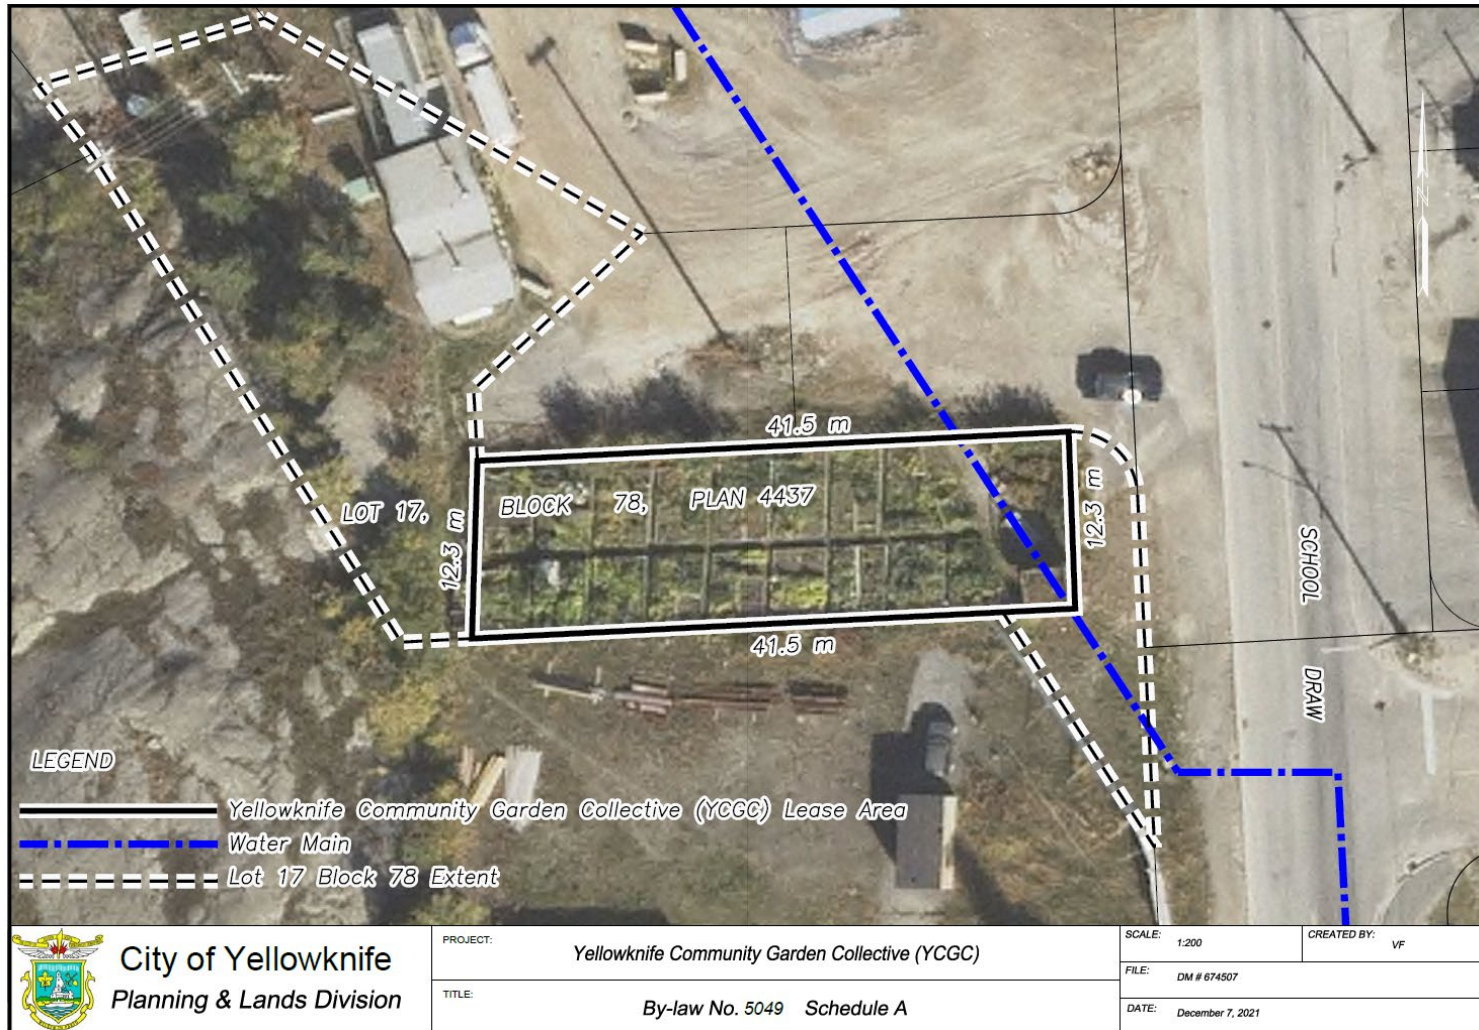 41.5 m
LOT 17, BLOCK 78, PLAN 4437
12.3 m
12.3 m
41.5 m
SCHOOL DRAW
N
LEGEND
Yellowknife Community Garden Collective (YCGC) Lease Area
Water Main
Lot 17 Block 78 Extent
City of Yellowknife
Planning & Lands Division
PROJECT:
Yellowknife Community Garden Collective (YCGC)
TITLE:
By-law No. 5049 Schedule A
SCALE: 1:200
CREATED BY: VF
FILE: DM # 674507
DATE: December 7, 2021